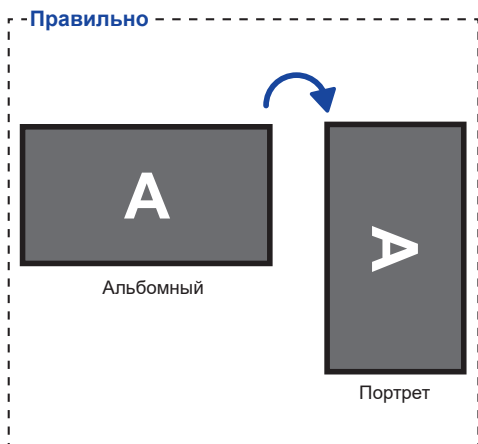 Правильно
A
Альбомный
A
Портрет